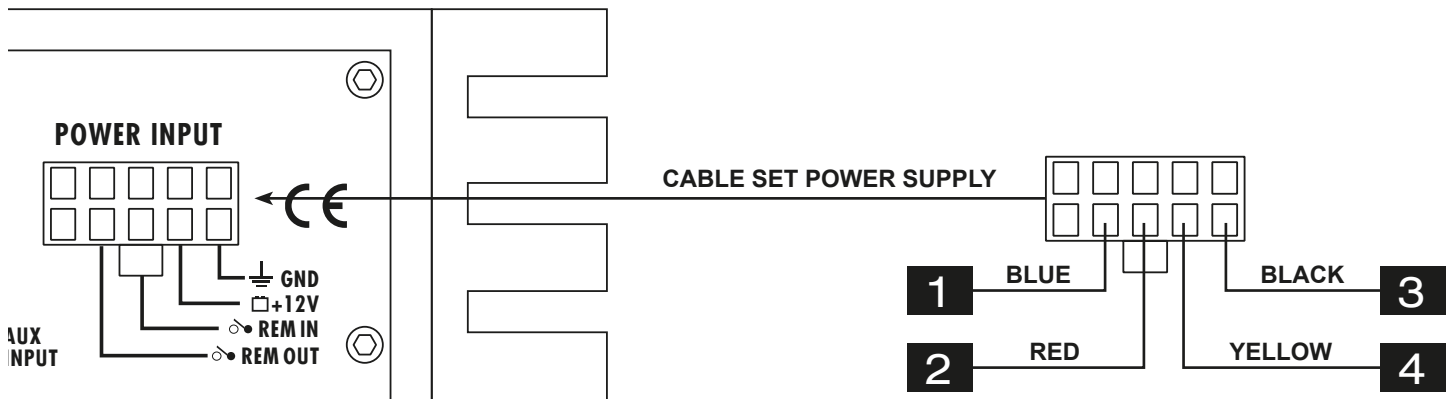 POWER INPUT
GND
+12V
REM IN
REM OUT
AUX
INPUT
CE
CABLE SET POWER SUPPLY
1
BLUE
BLACK
3
2
RED
YELLOW
4